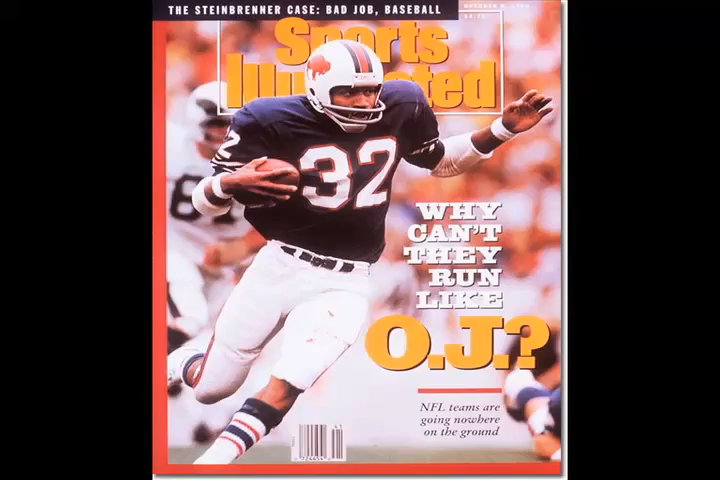 THE STEINBRENNER CASE: BAD JOB, BASEBALL
Sports
Illustrated
32
WHY
CAN'T
THEY
RUN
LIKE
O.J.?
NFL teams are
going nowhere
on the ground
41